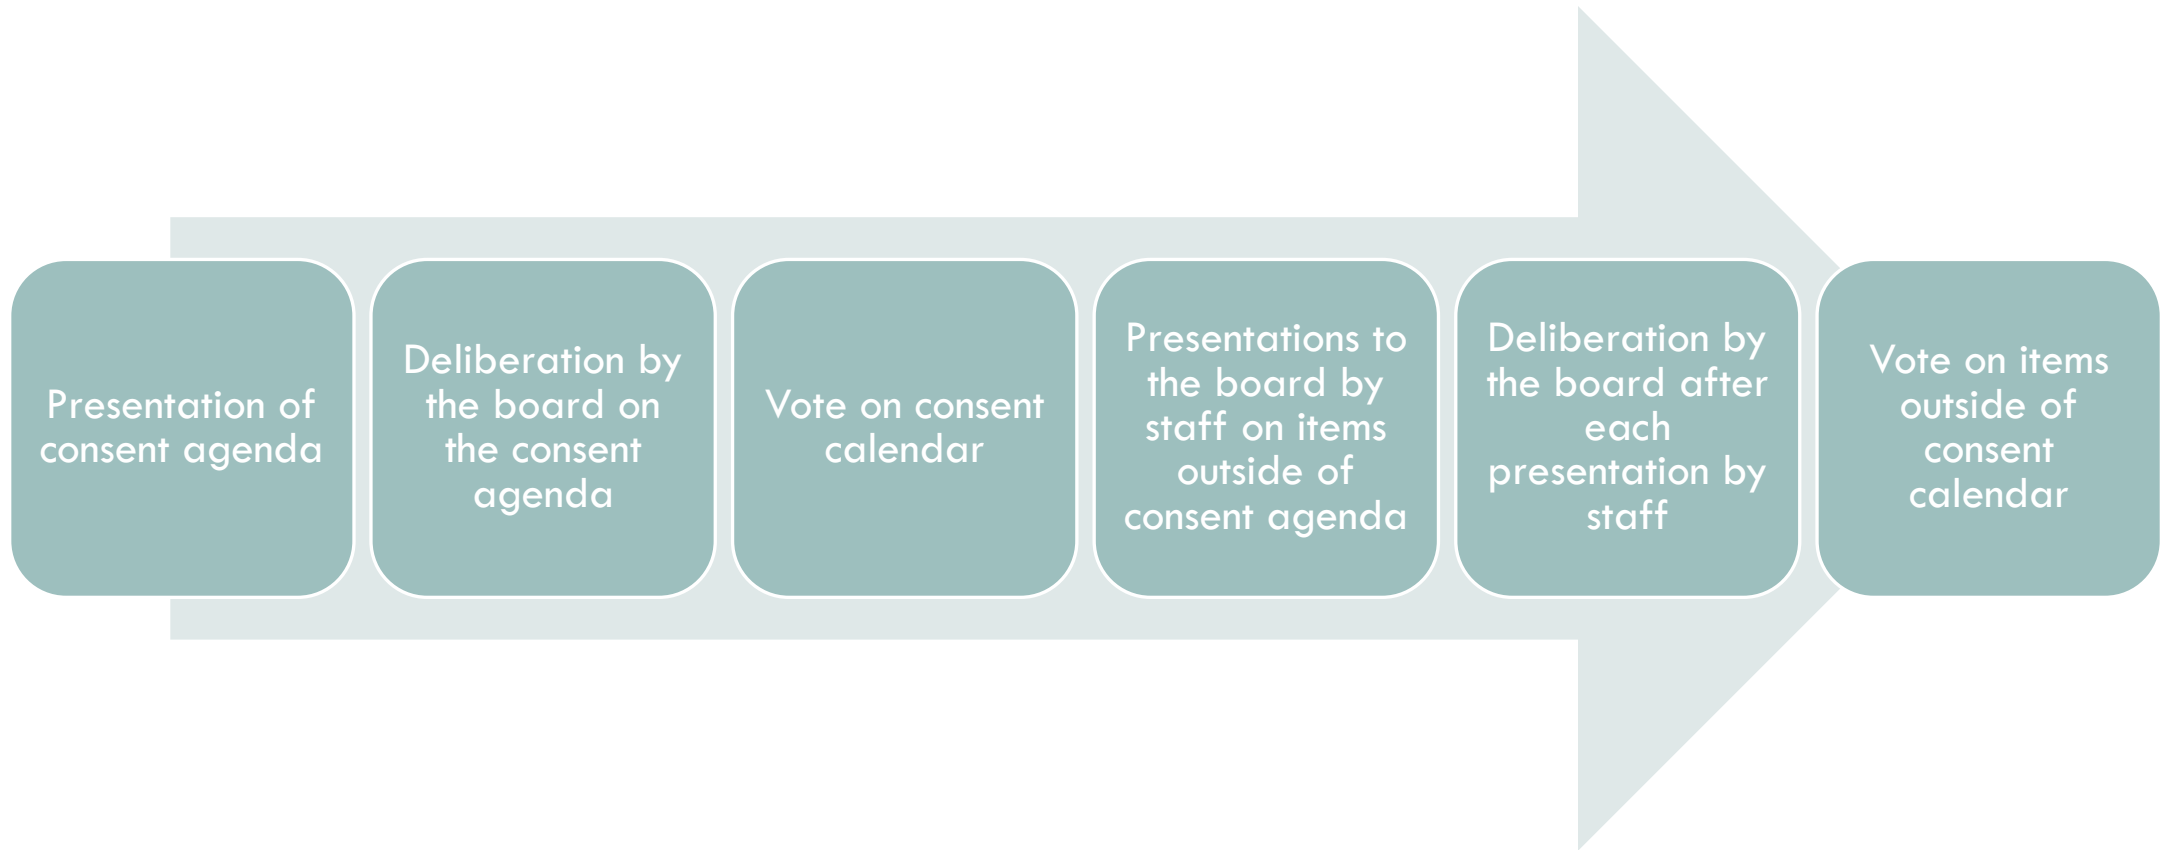 Presentation of
consent agenda
Deliberation by
the board on
the consent
agenda
Vote on consent
calendar
Presentations to
the board by
staff on items
outside of
consent agenda
Deliberation by
the board after
each
presentation by
staff
Vote on items
outside of
consent
calendar